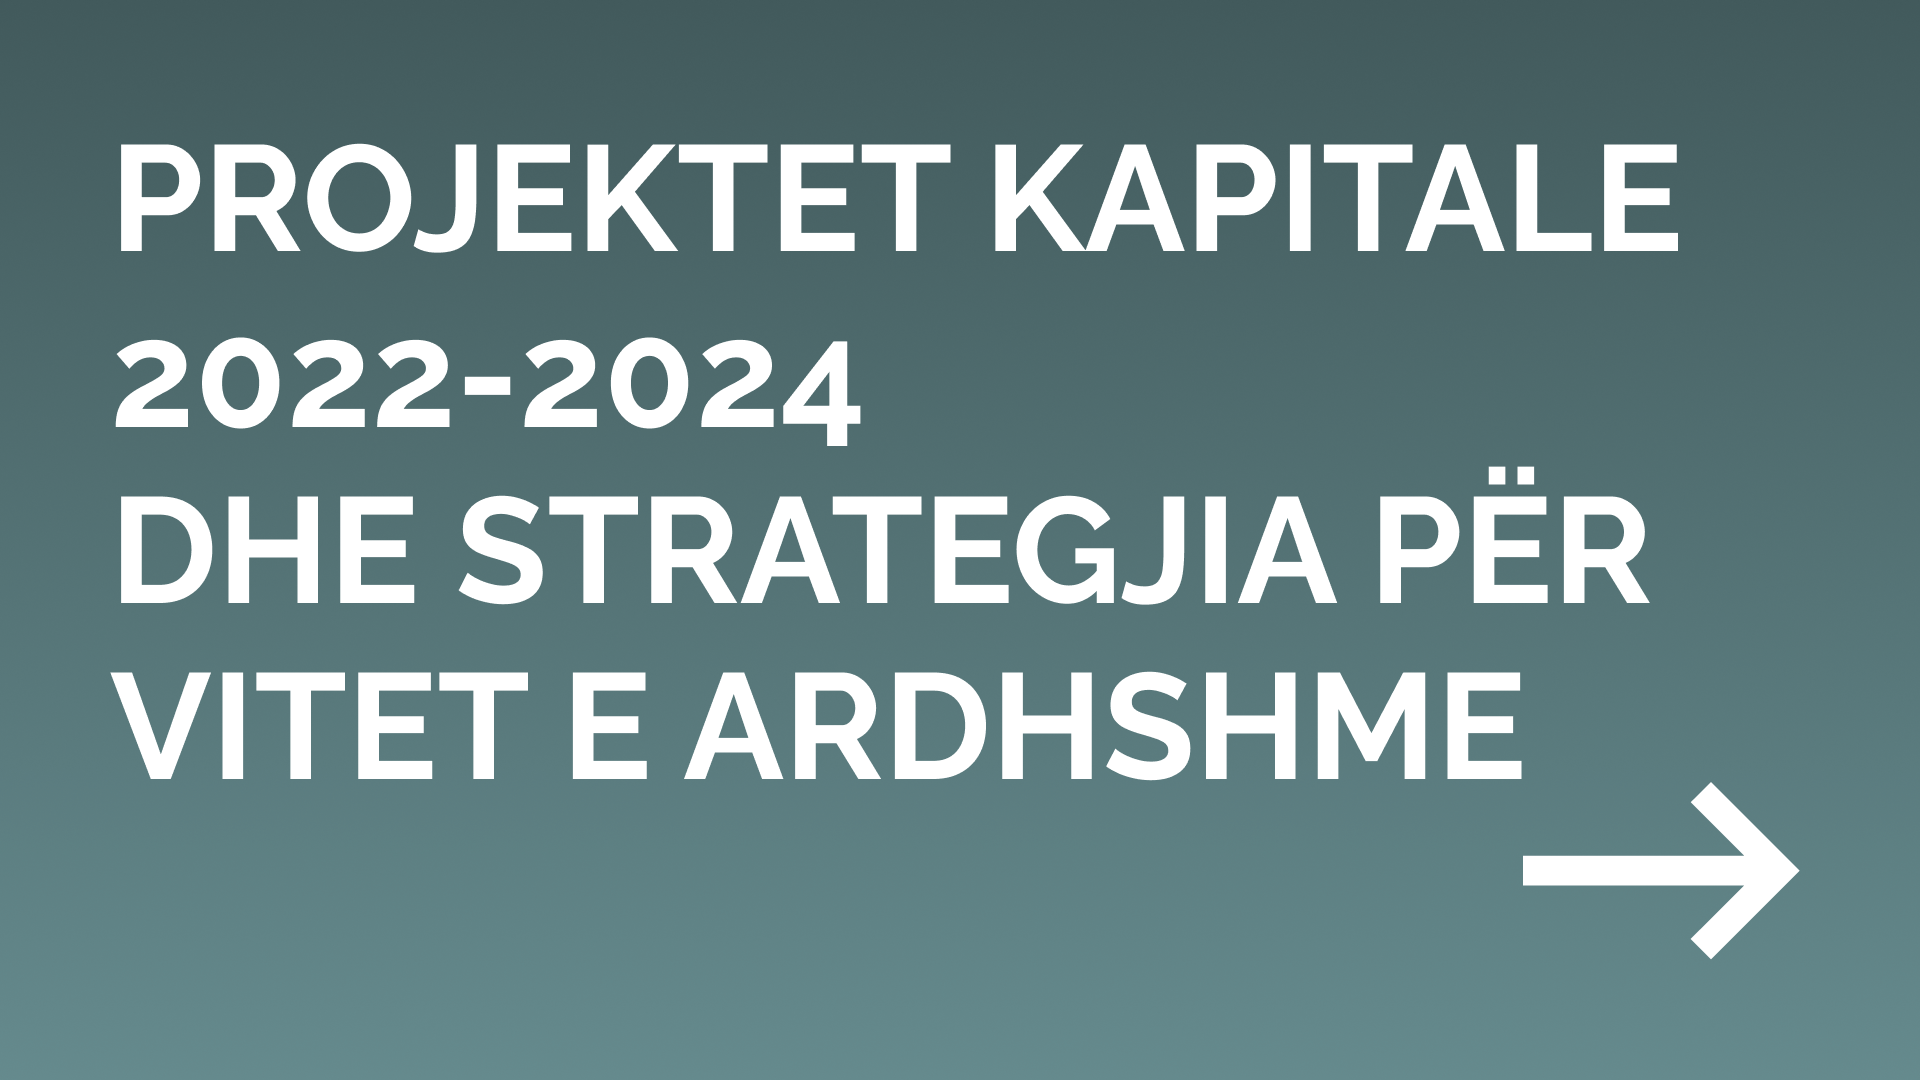 PROJEKTET KAPITALE
2022-2024
DHE STRATEGJIA PËR
VITET E ARDHSHME